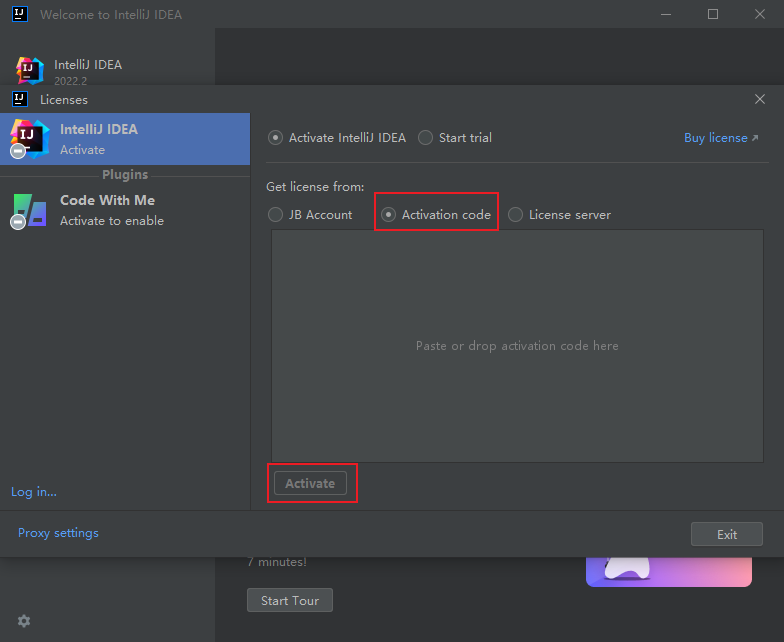 Welcome to IntelliJ IDEA
IntelliJ IDEA
2022.2
Licenses
IntelliJ IDEA
Activate
Plugins
Code With Me
Activate to enable
Log in...
Activate IntelliJ IDEA
Start trial
Buy license
Get license from:
JB Account
Activation code
License server
Paste or drop activation code here
Activate
Proxy settings
Exit
7 minutes!
Start Tour